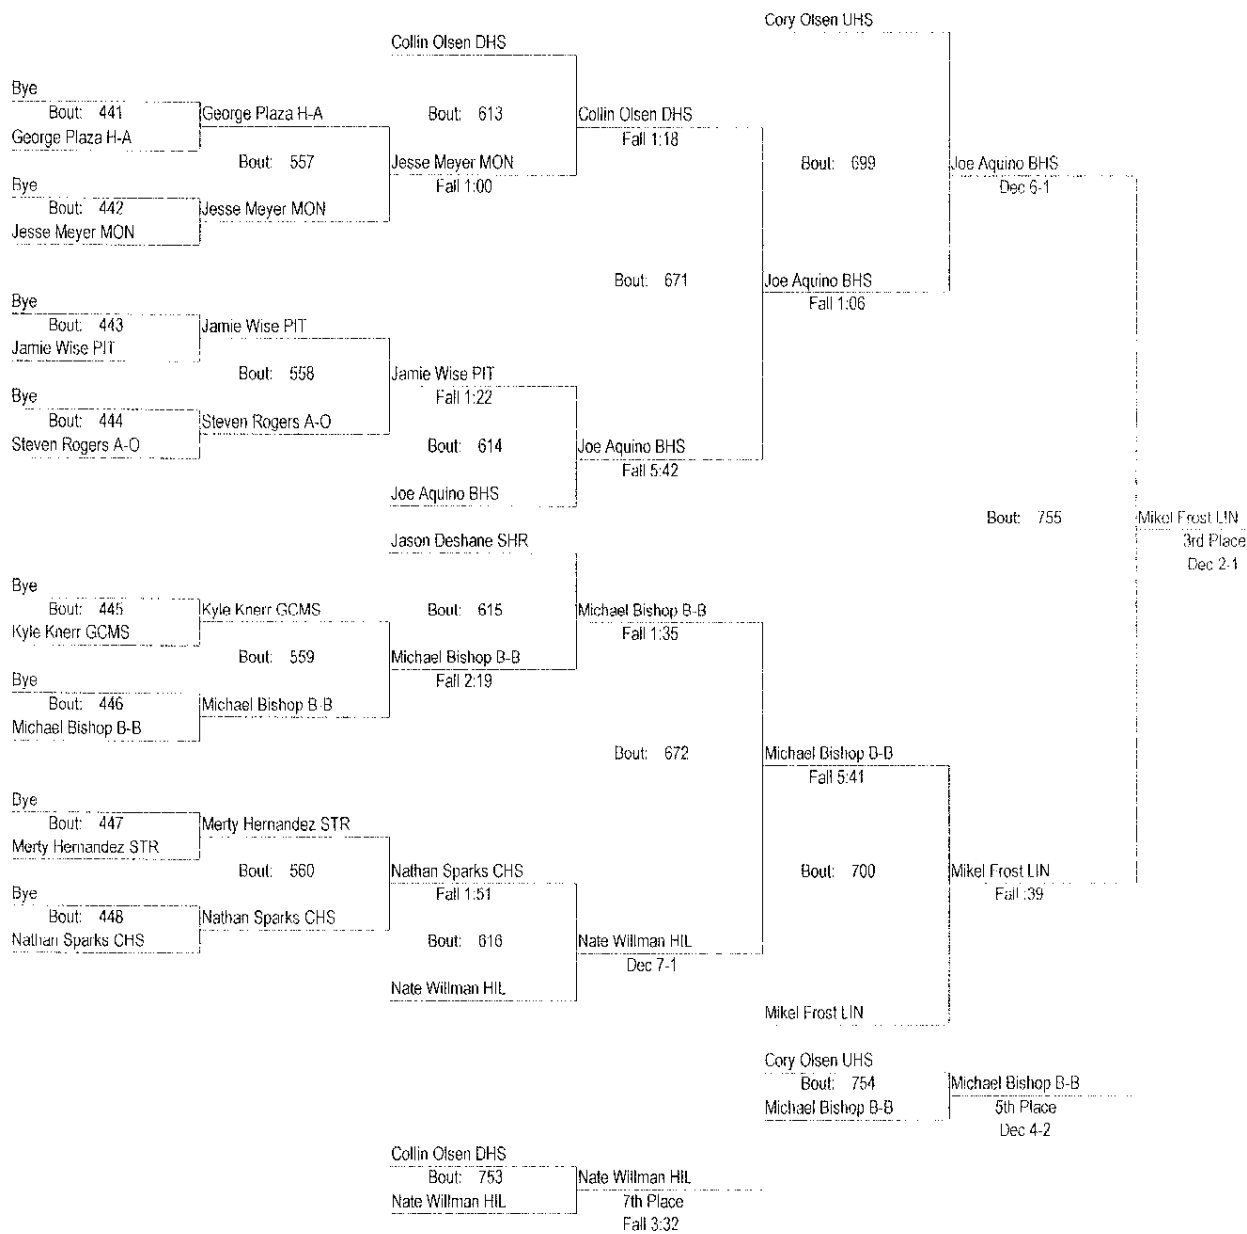 Cory Olsen UHS
Collin Olsen DHS
Bye
Bout: 441
George Plaza H-A
George Plaza H-A
Bout: 613
Collin Olsen DHS
Fall 1:18
Bout: 557
Jesse Meyer MON
Fall 1:00
Bout: 699
Joe Aquino BHS
Dec 6-1
Bye
Bout: 442
Jesse Meyer MON
Jesse Meyer MON
Bout: 671
Joe Aquino BHS
Fall 1:06
Bye
Bout: 443
Jamie Wise PIT
Jamie Wise PIT
Bout: 558
Jamie Wise PIT
Fall 1:22
Bye
Bout: 444
Steven Rogers A-O
Steven Rogers A-O
Bout: 614
Joe Aquino BHS
Fall 5:42
Joe Aquino BHS
Bout: 755
Mikel Frost LIN
3rd Place
Dec 2-1
Jason Deshane SHR
Bye
Bout: 445
Kyle Knerr GCMS
Kyle Knerr GCMS
Bout: 615
Michael Bishop B-B
Fall 1:35
Bout: 559
Michael Bishop B-B
Fall 2:19
Bye
Bout: 446
Michael Bishop B-B
Michael Bishop B-B
Bout: 672
Michael Bishop B-B
Fall 5:41
Bye
Bout: 447
Merty Hernandez STR
Merty Hernandez STR
Bout: 560
Nathan Sparks CHS
Fall 1:51
Bout: 700
Mikel Frost LIN
Fall :39
Bye
Bout: 448
Nathan Sparks CHS
Nathan Sparks CHS
Bout: 616
Nate Willman HIL
Dec 7-1
Nate Willman HIL
Mikel Frost LIN
Cory Olsen UHS
Bout: 754
Michael Bishop B-B
Michael Bishop B-B
5th Place
Dec 4-2
Collin Olsen DHS
Bout: 753
Nate Willman HIL
Nate Willman HIL
7th Place
Fall 3:32